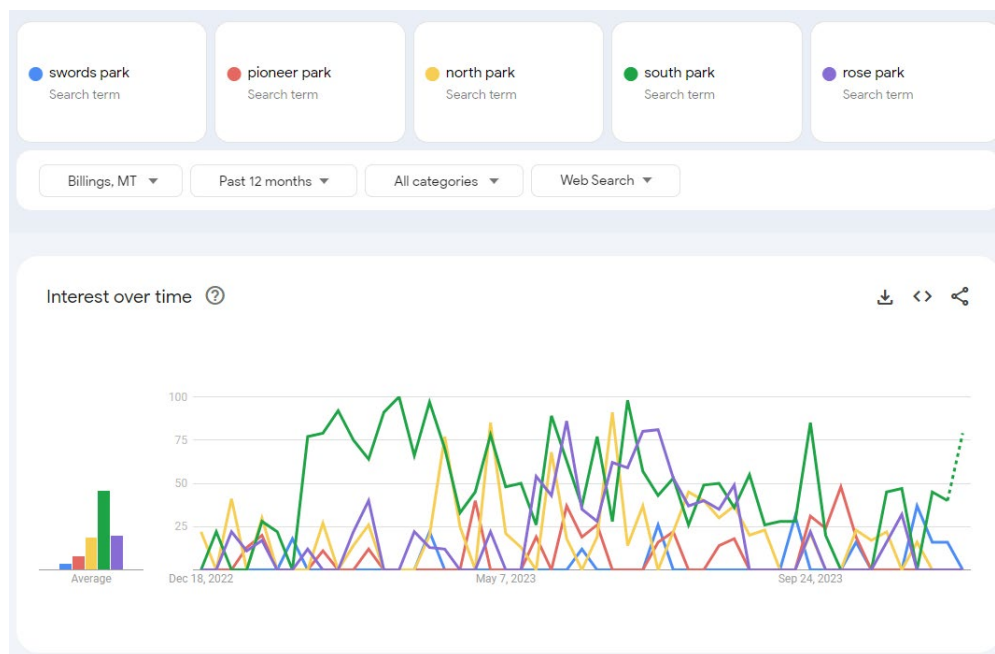 swords park
Search term
pioneer park
Search term
north park
Search term
south park
Search term
rose park
Search term
Billings, MT
Past 12 months
All categories
Web Search
Interest over time
100
75
50
25
Average
Dec 18, 2022
May 7, 2023
Sep 24, 2023